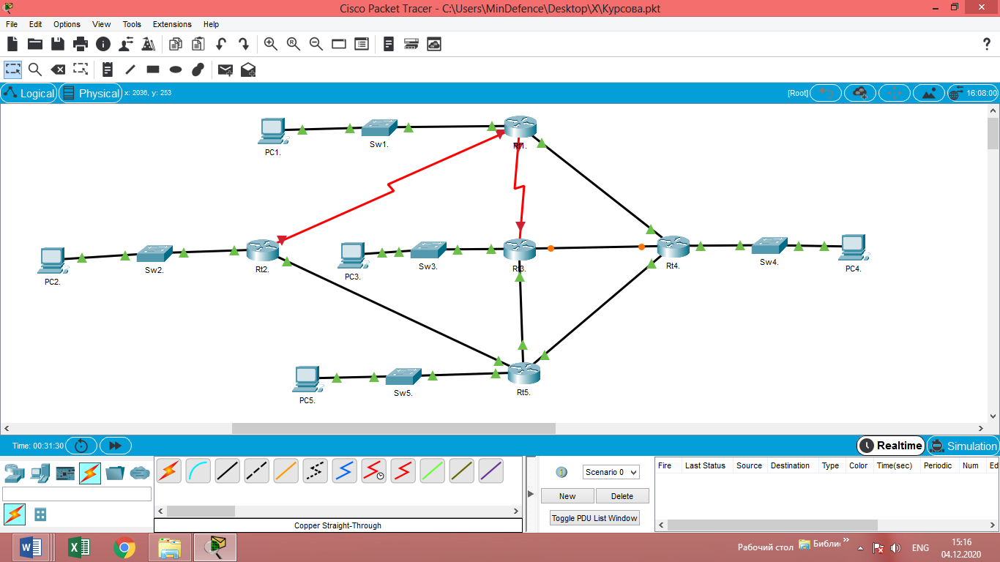 Cisco Packet Tracer - C:\Users\MinDefence\Desktop\X\Курсова.pkt
File Edit Options View Tools Extensions Help
Logical Physical x: 2036, y: 253 [Root] 16:08:00
PC1.
Sw1.
Rt1.
PC2.
Sw2.
Rt2.
PC3.
Sw3.
Rt3.
Rt4.
Sw4.
PC4.
PC5.
Sw5.
Rt5.
Time: 00:31:30 Realtime Simulation
Scenario 0
New Delete
Toggle PDU List Window
Fire Last Status Source Destination Type Color Time(sec) Periodic Num Ed
Copper Straight-Through
Рабочий стол Библи ENG 15:16
04.12.2020